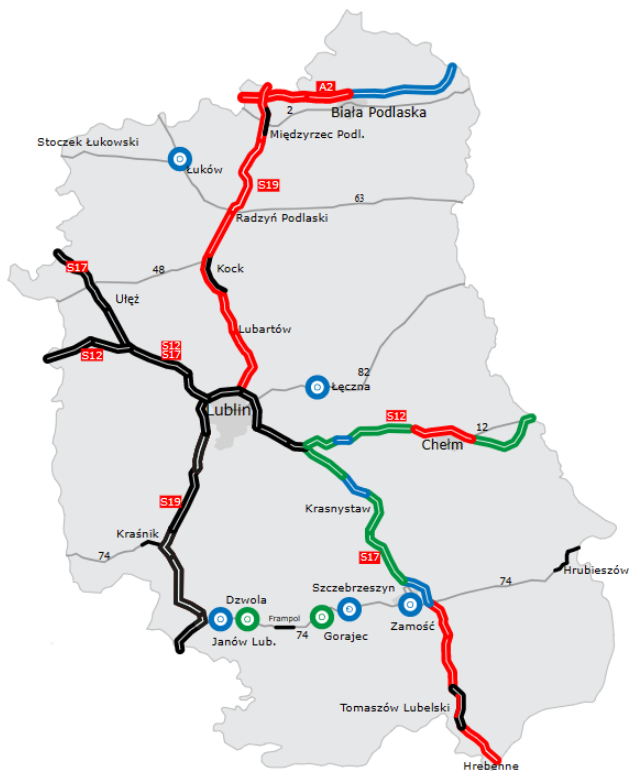 A2
2
Biała Podlaska
Międzyrzec Podl.
Stoczek Łukowski
Łuków
S19
63
Radzyń Podlaski
S17
48
Kock
Ułęż
Lubartów
S12
S12
S17
82
Łęczna
Lublin
S12
12
Chełm
S19
Krasnystaw
Kraśnik
74
S17
Hrubieszów
74
Szczebrzeszyn
Dzwola
Frampol
Zamość
Gorajec
74
Janów Lub.
Tomaszów Lubelski
Hrebenne